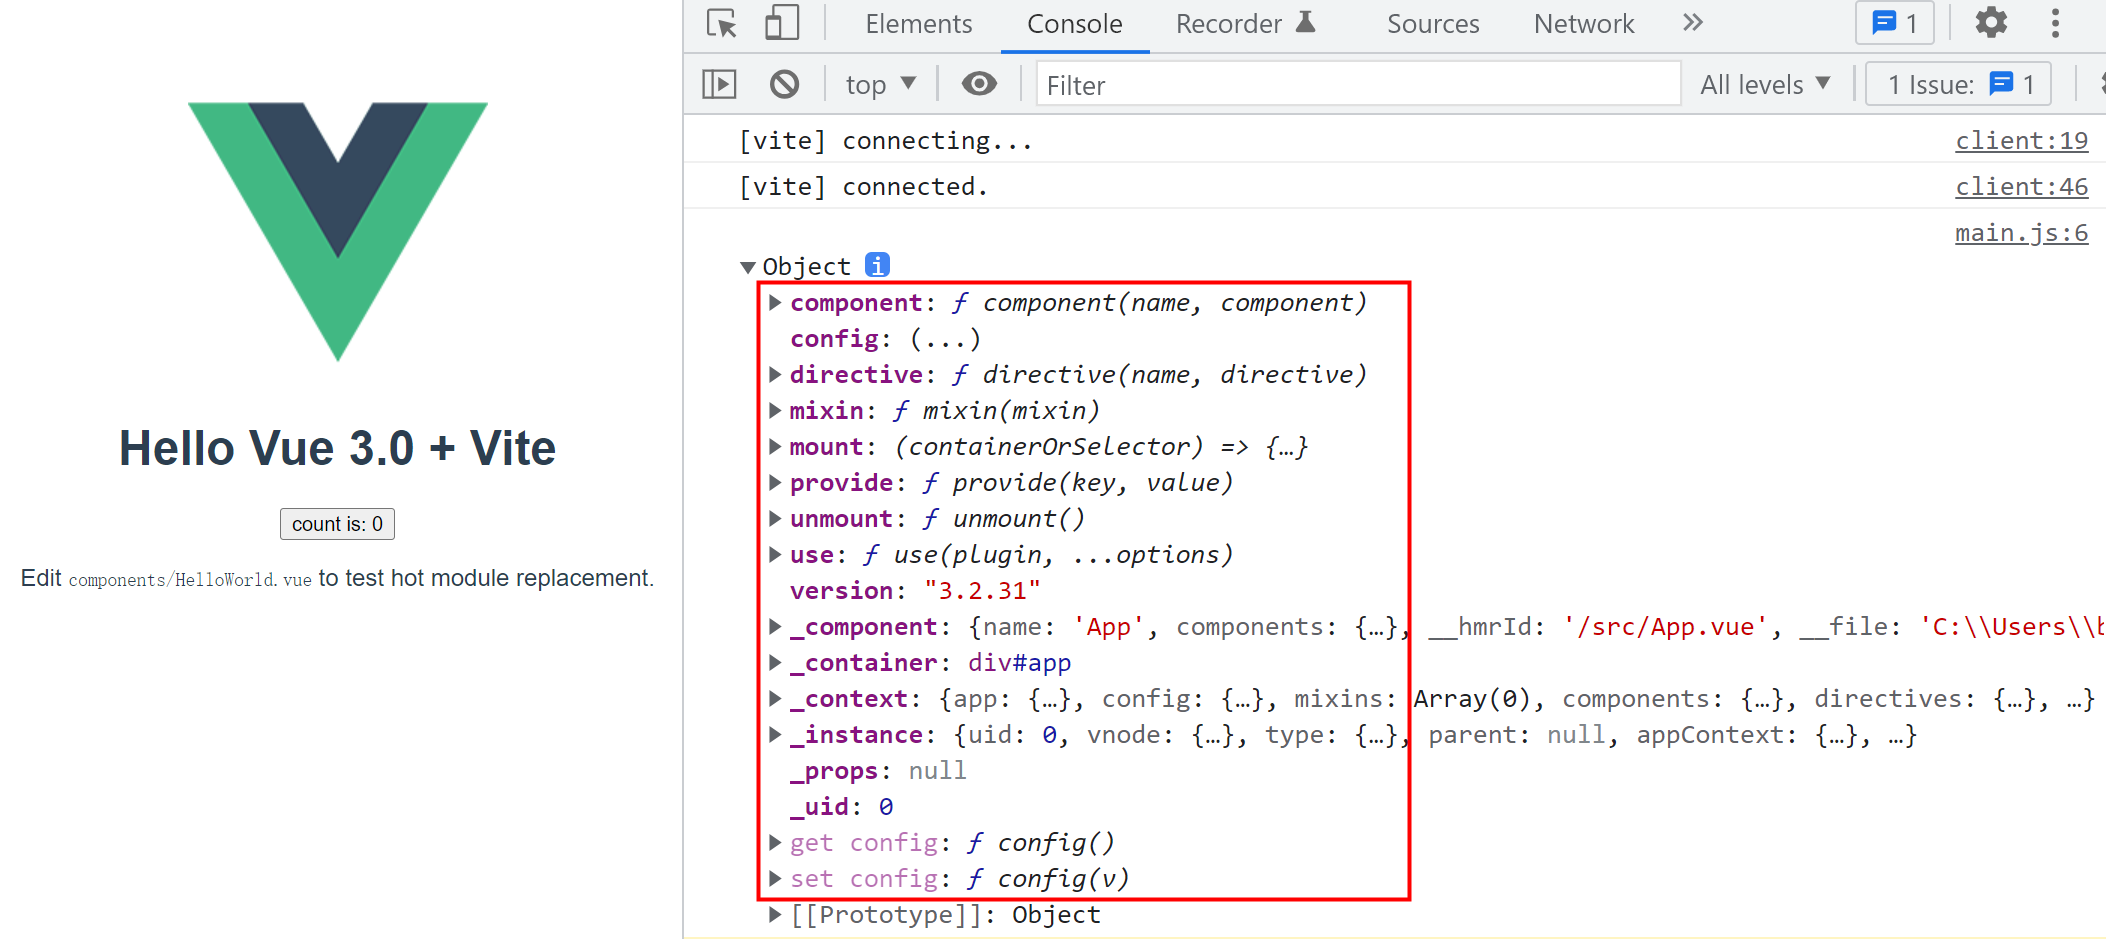 Hello Vue 3.0 + Vite
count is: 0
Edit components/HelloWorld.vue to test hot module replacement.
Elements Console Recorder Sources Network » 1
top ▼ Filter All levels ▼ 1 Issue: 1
[vite] connecting... client:19
[vite] connected. client:46
main.js:6
▼Object i
▶component: ƒ component(name, component)
config: (...)
▶directive: ƒ directive(name, directive)
▶mixin: ƒ mixin(mixin)
▶mount: (containerOrSelector) => {…}
▶provide: ƒ provide(key, value)
▶unmount: ƒ unmount()
▶use: ƒ use(plugin, ...options)
version: "3.2.31"
▶_component: {name: 'App', components: {…}, __hmrId: '/src/App.vue', __file: 'C:\\Users\\b
▶_container: div#app
▶_context: {app: {…}, config: {…}, mixins: Array(0), components: {…}, directives: {…}, …}
▶_instance: {uid: 0, vnode: {…}, type: {…}, parent: null, appContext: {…}, …}
_props: null
_uid: 0
▶get config: ƒ config()
▶set config: ƒ config(v)
▶[[Prototype]]: Object